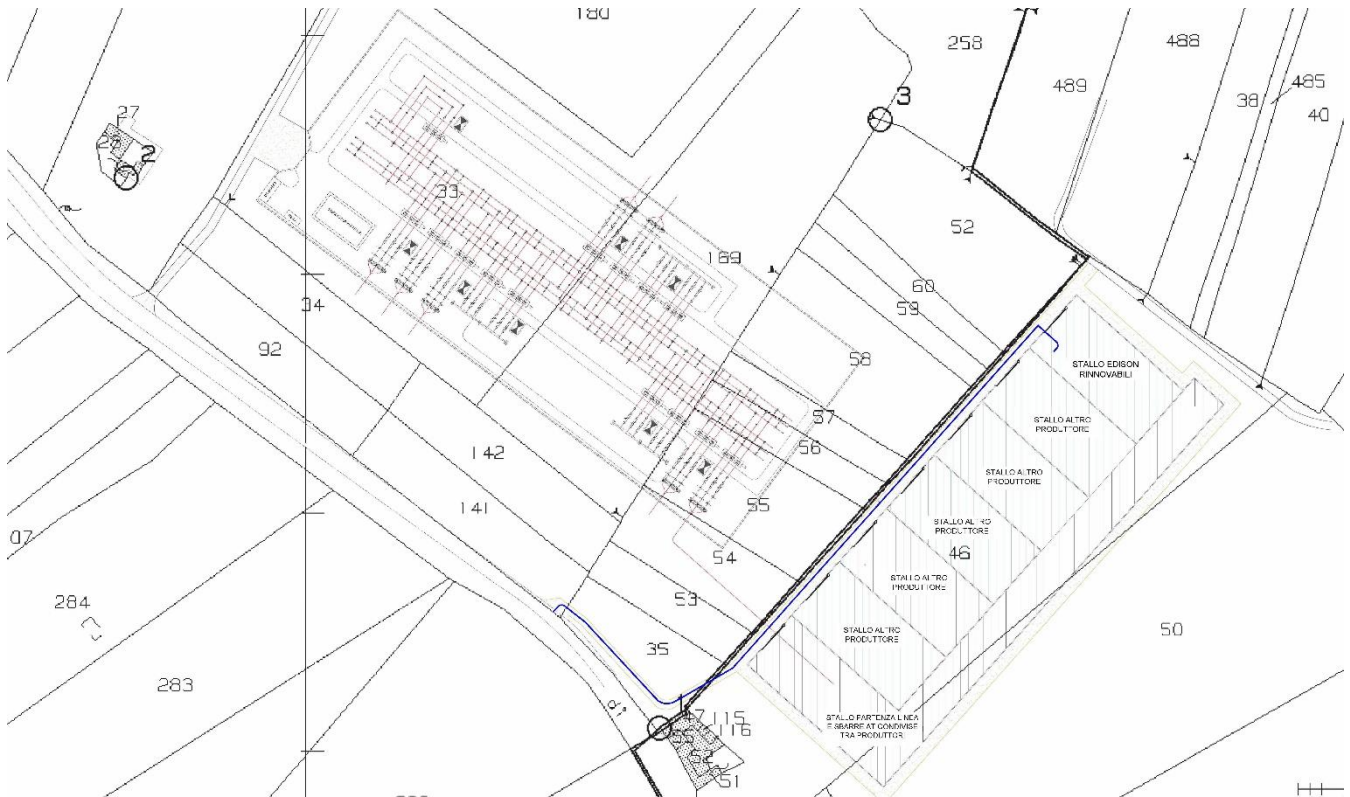 180
258
488
489
38
485
40
3
27
2
33
52
169
60
59
34
92
58
STALLO EDISON
RINNOVABILI
57
56
STALLO ALTRO
PRODUTTORE
142
STALLO ALTRO
PRODUTTORE
141
55
STALLO ALTRO
PRODUTTORE
46
54
STALLO ALTRO
PRODUTTORE
53
284
STALLO ALTRO
PRODUTTORE
50
35
283
di
STALLO PARTENZA LINEA
E SBARRE AT CONDIVISE
TRA PRODUTTORI
115
116
51